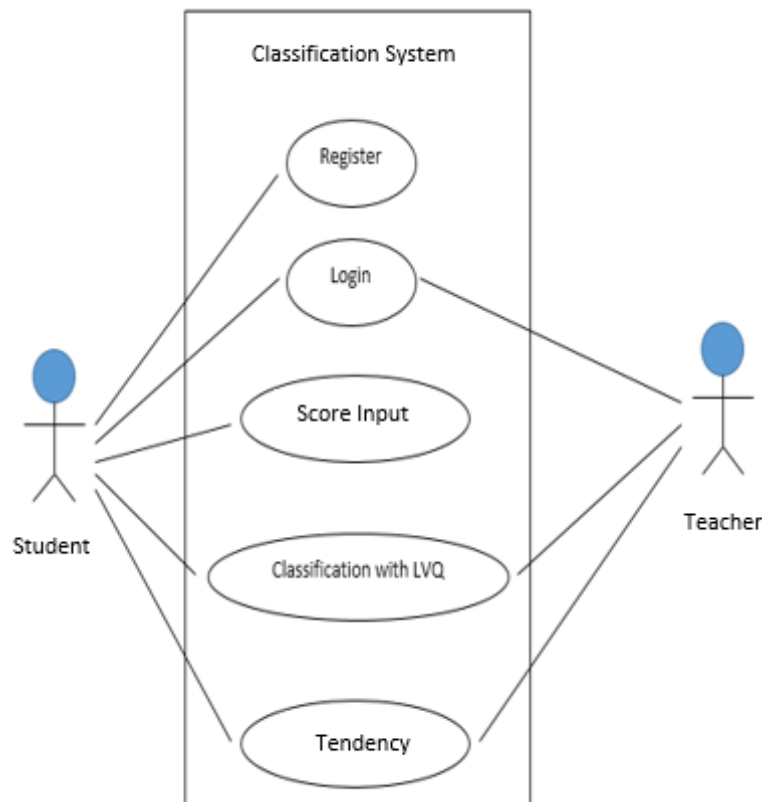 Classification System
Register
Login
Score Input
Student
Teacher
Classification with LVQ
Tendency